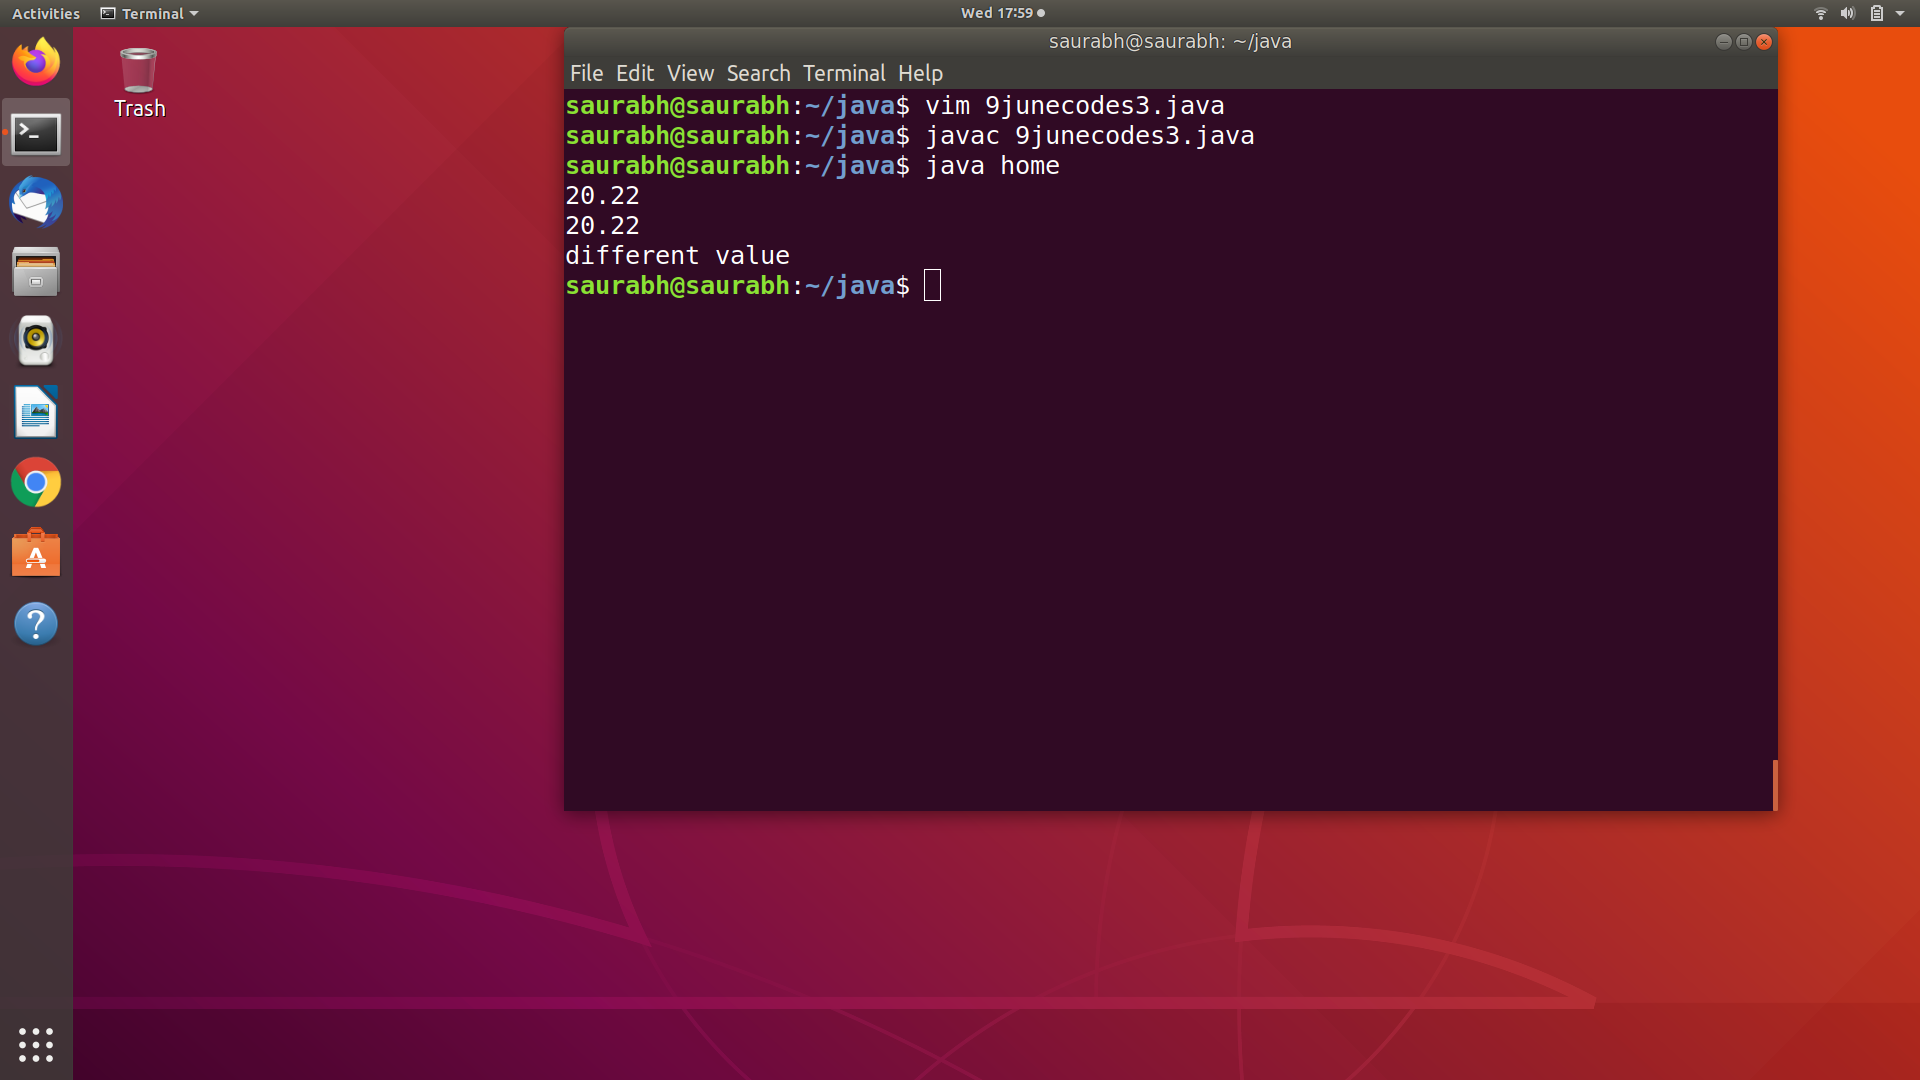 Activities Terminal Wed 17:59
Trash
saurabh@saurabh: ~/java
File Edit View Search Terminal Help
saurabh@saurabh:~/java$ vim 9junecodes3.java
saurabh@saurabh:~/java$ javac 9junecodes3.java
saurabh@saurabh:~/java$ java home
20.22
20.22
different value
saurabh@saurabh:~/java$